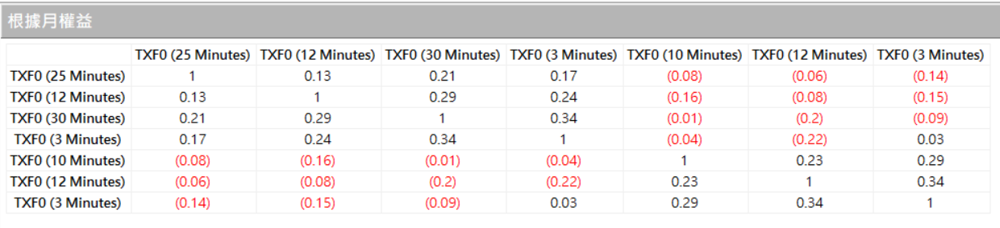 根據月權益
TXF0 (25 Minutes) TXF0 (12 Minutes) TXF0 (30 Minutes) TXF0 (3 Minutes) TXF0 (10 Minutes) TXF0 (12 Minutes) TXF0 (3 Minutes)
TXF0 (25 Minutes) 1 0.13 0.21 0.17 (0.08) (0.06) (0.14)
TXF0 (12 Minutes) 0.13 1 0.29 0.24 (0.16) (0.08) (0.15)
TXF0 (30 Minutes) 0.21 0.29 1 0.34 (0.01) (0.2) (0.09)
TXF0 (3 Minutes) 0.17 0.24 0.34 1 (0.04) (0.22) 0.03
TXF0 (10 Minutes) (0.08) (0.16) (0.01) (0.04) 1 0.23 0.29
TXF0 (12 Minutes) (0.06) (0.08) (0.2) (0.22) 0.23 1 0.34
TXF0 (3 Minutes) (0.14) (0.15) (0.09) 0.03 0.29 0.34 1